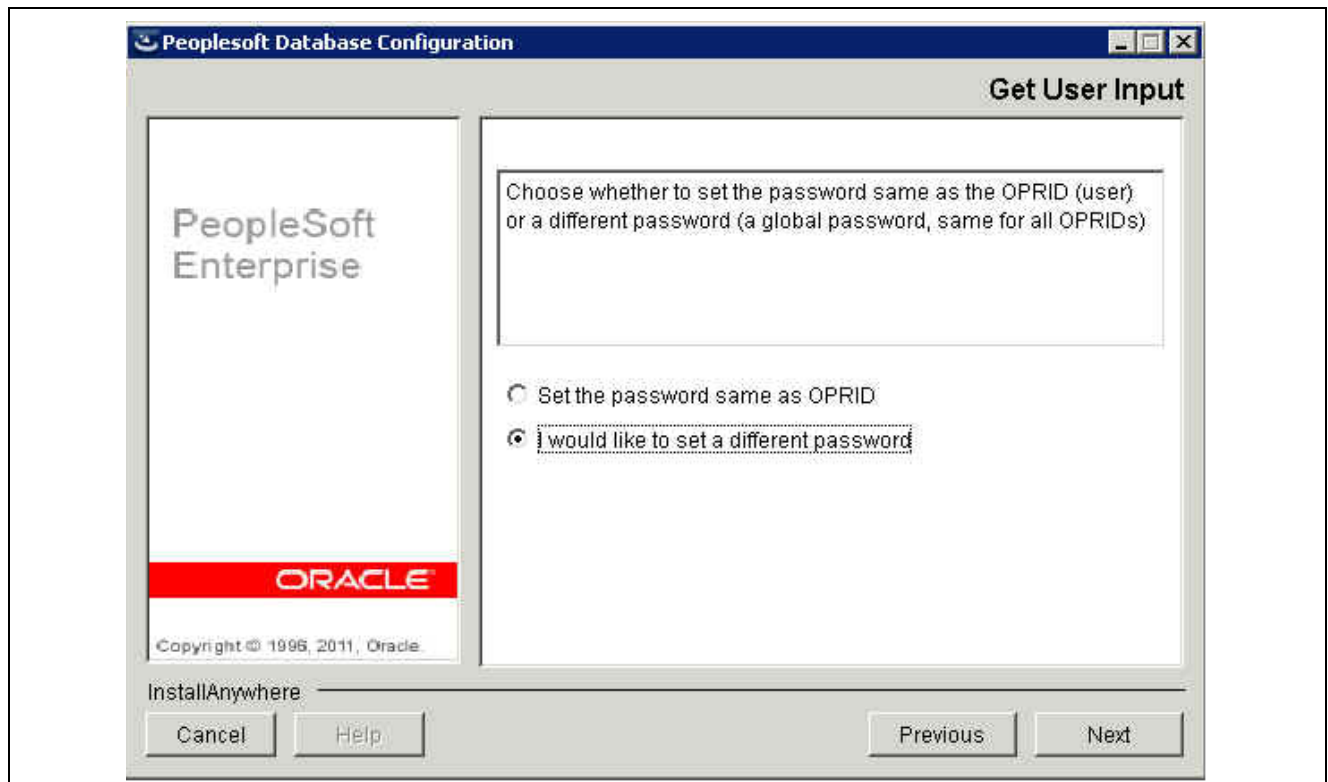 Peoplesoft Database Configuration
Get User Input
PeopleSoft
Enterprise
Choose whether to set the password same as the OPRID (user)
or a different password (a global password, same for all OPRIDs)
Set the password same as OPRID
I would like to set a different password
ORACLE
Copyright © 1996, 2011, Oracle.
InstallAnywhere
Cancel
Help
Previous
Next